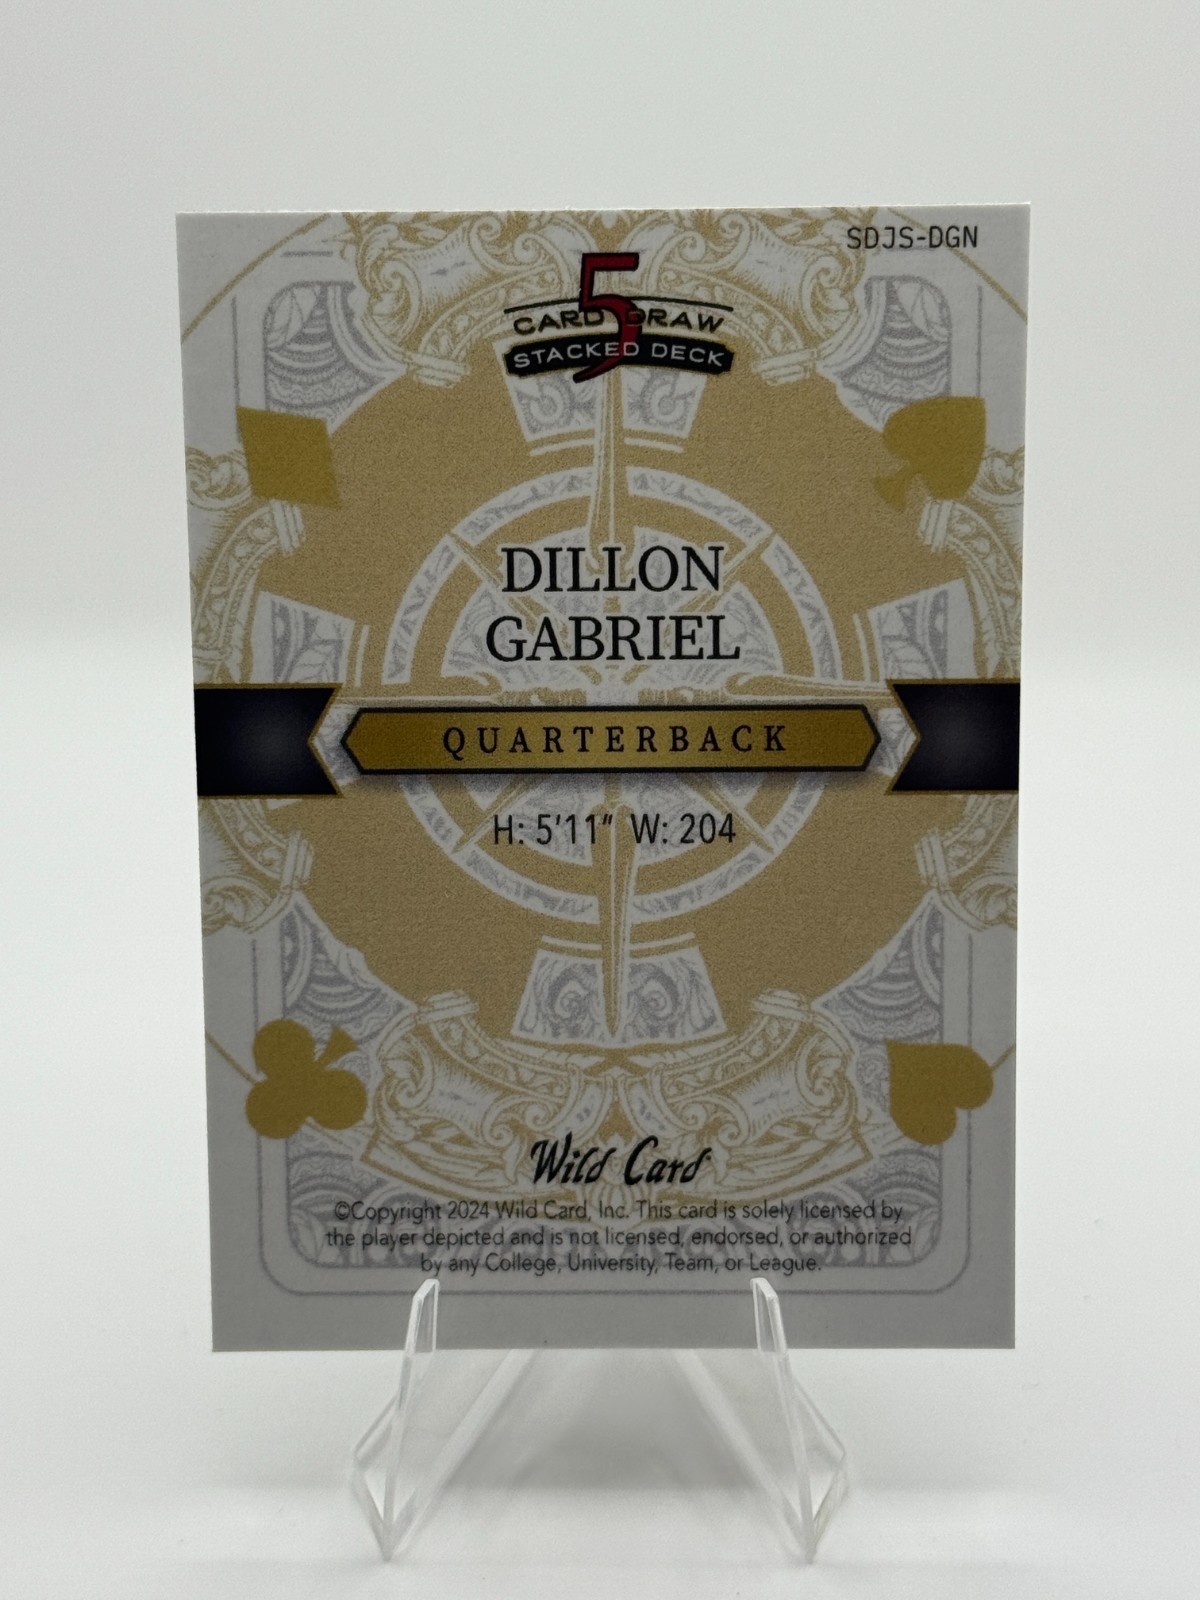 SDJS-DGN
5
CARD DRAW
STACKED DECK
DILLON
GABRIEL
QUARTERBACK
H: 5'11" W: 204
Wild Card
©Copyright 2024 Wild Card, Inc. This card is solely licensed by
the player depicted and is not licensed, endorsed, or authorized
by any College, University, Team, or League.